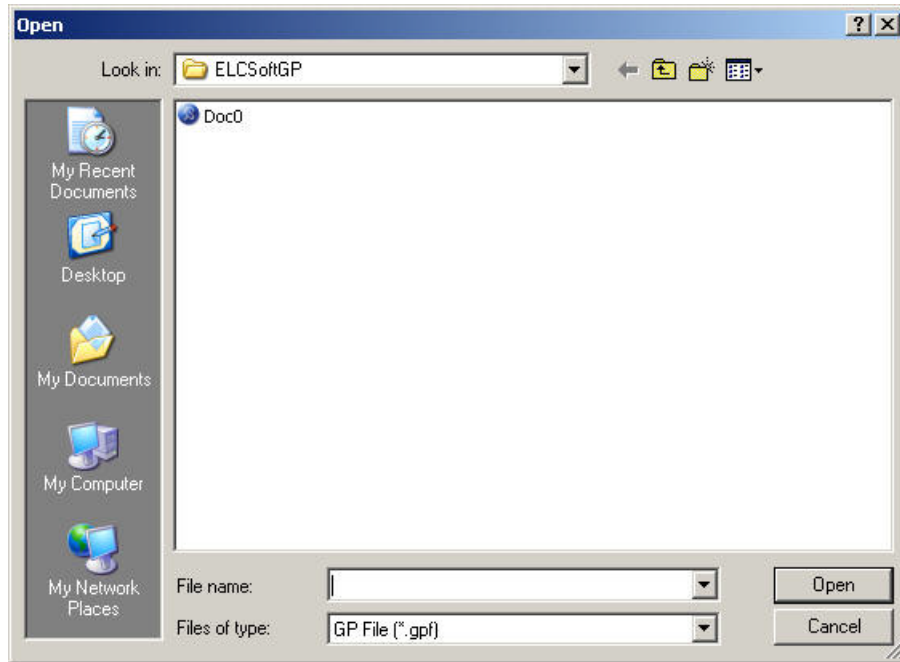 Open
Look in:
ELCSoftGP
Doc0
My Recent
Documents
Desktop
My Documents
My Computer
My Network
Places
File name:
Open
Files of type:
GP File (*.gpf)
Cancel